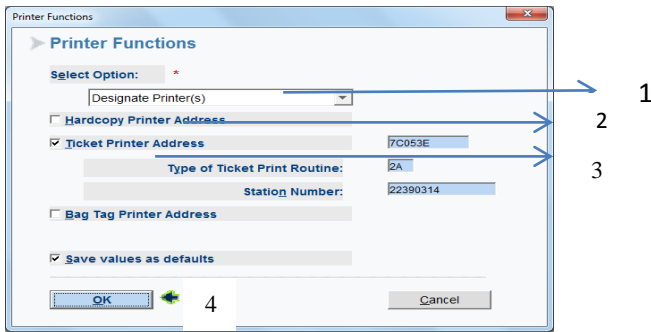 Printer Functions
Printer Functions
Select Option: *
Designate Printer(s) 1
Hardcopy Printer Address 2
Ticket Printer Address 7C053E
Type of Ticket Print Routine: 2A 3
Station Number: 22390314
Bag Tag Printer Address
Save values as defaults
OK 4 Cancel